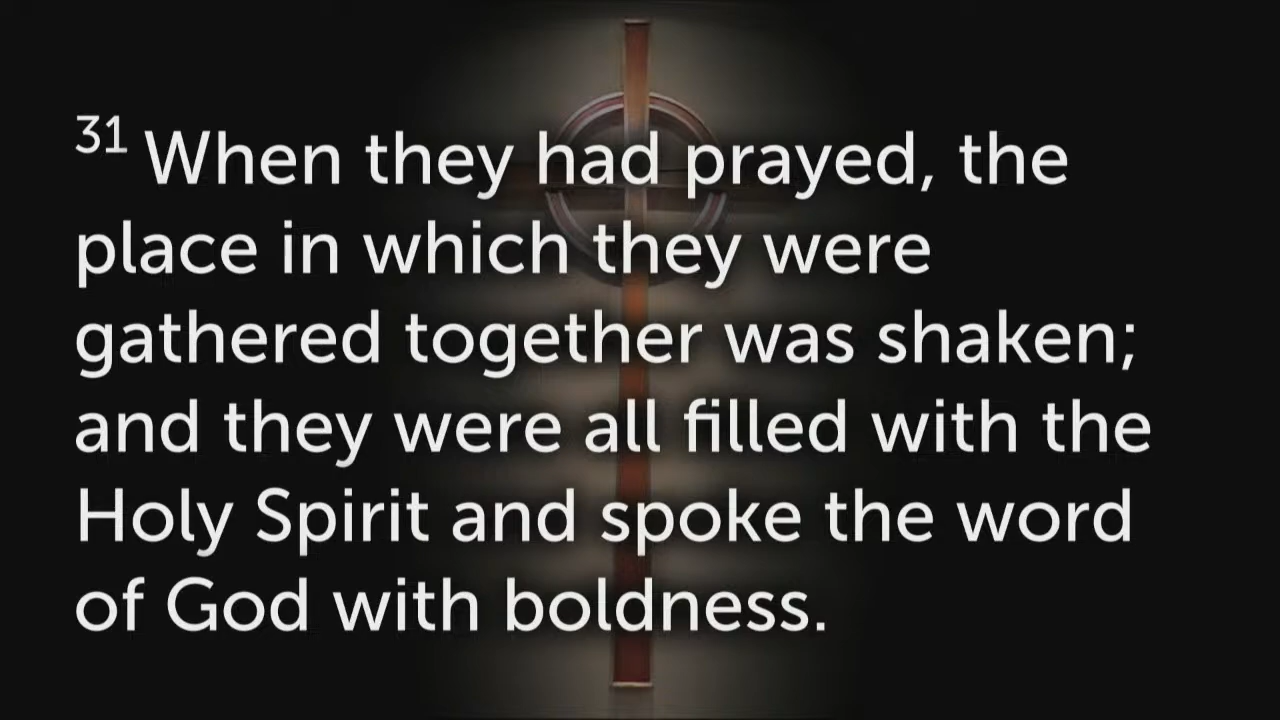 31 When they had prayed, the
place in which they were
gathered together was shaken;
and they were all filled with the
Holy Spirit and spoke the word
of God with boldness.